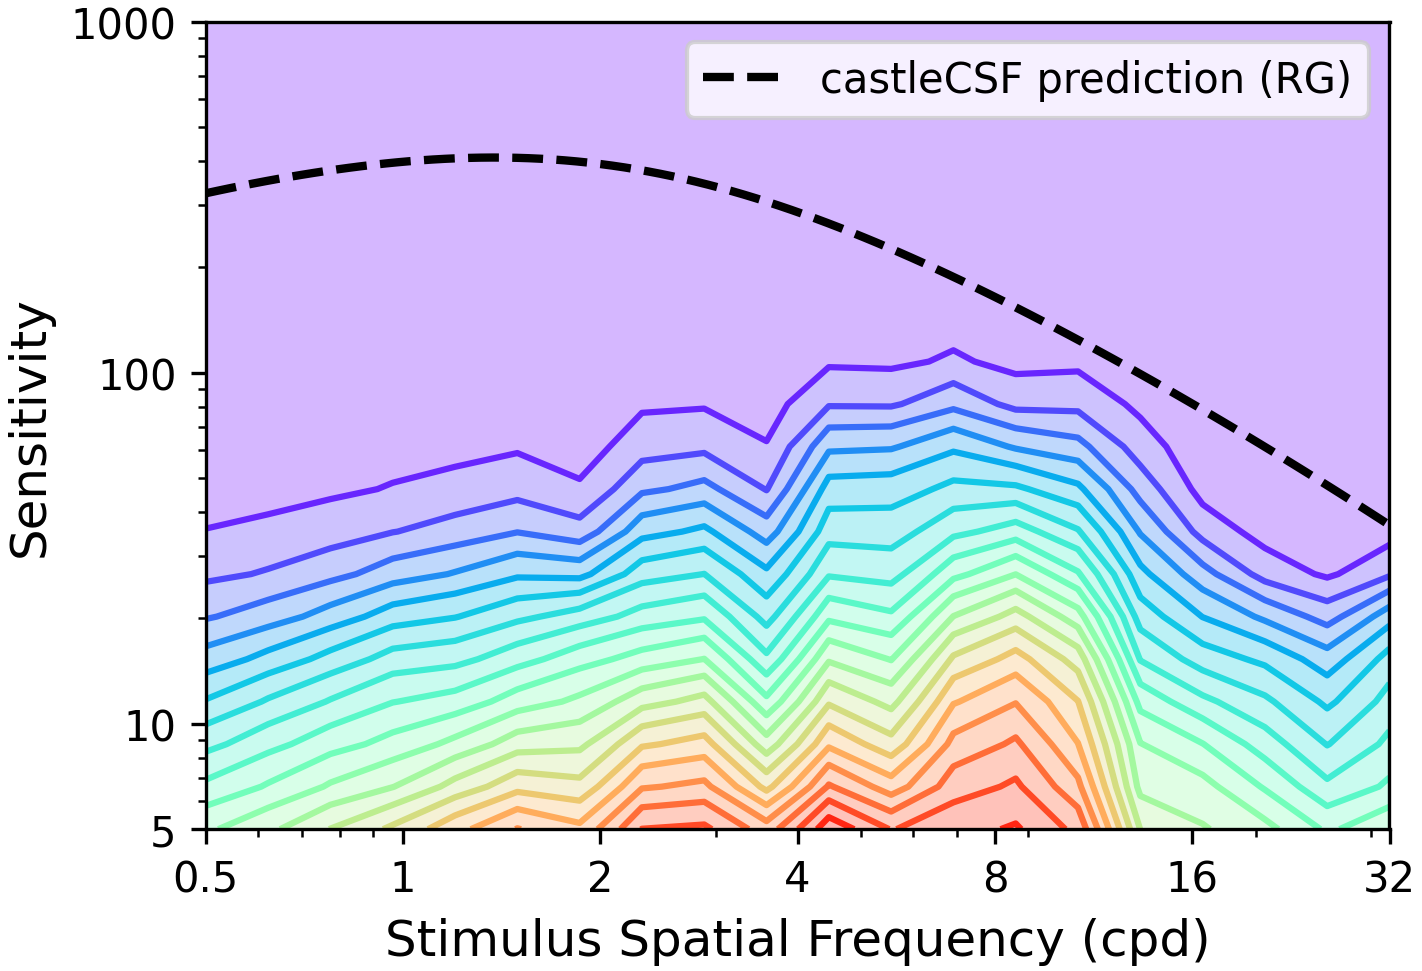 castleCSF prediction (RG)
Sensitivity
1000
100
10
5
0.5 1 2 4 8 16 32
Stimulus Spatial Frequency (cpd)